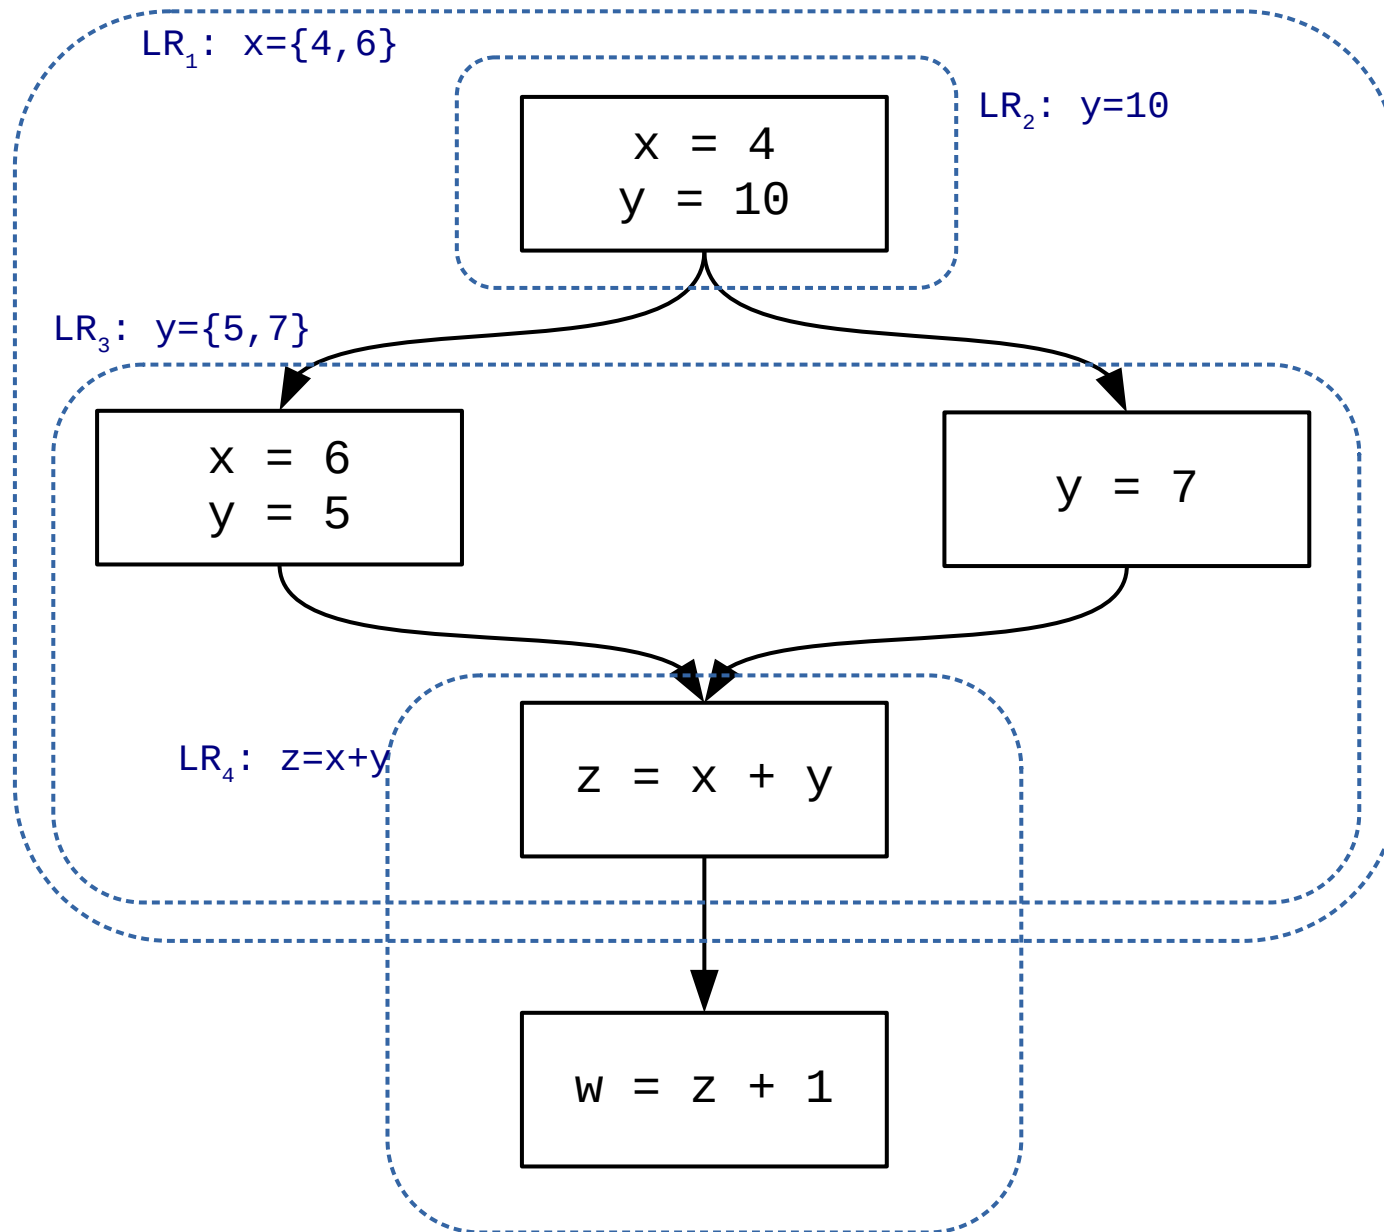 LR₁: x={4,6}
LR₂: y=10
x = 4
y = 10
LR₃: y={5,7}
x = 6
y = 5
y = 7
LR₄: z=x+y
z = x + y
w = z + 1